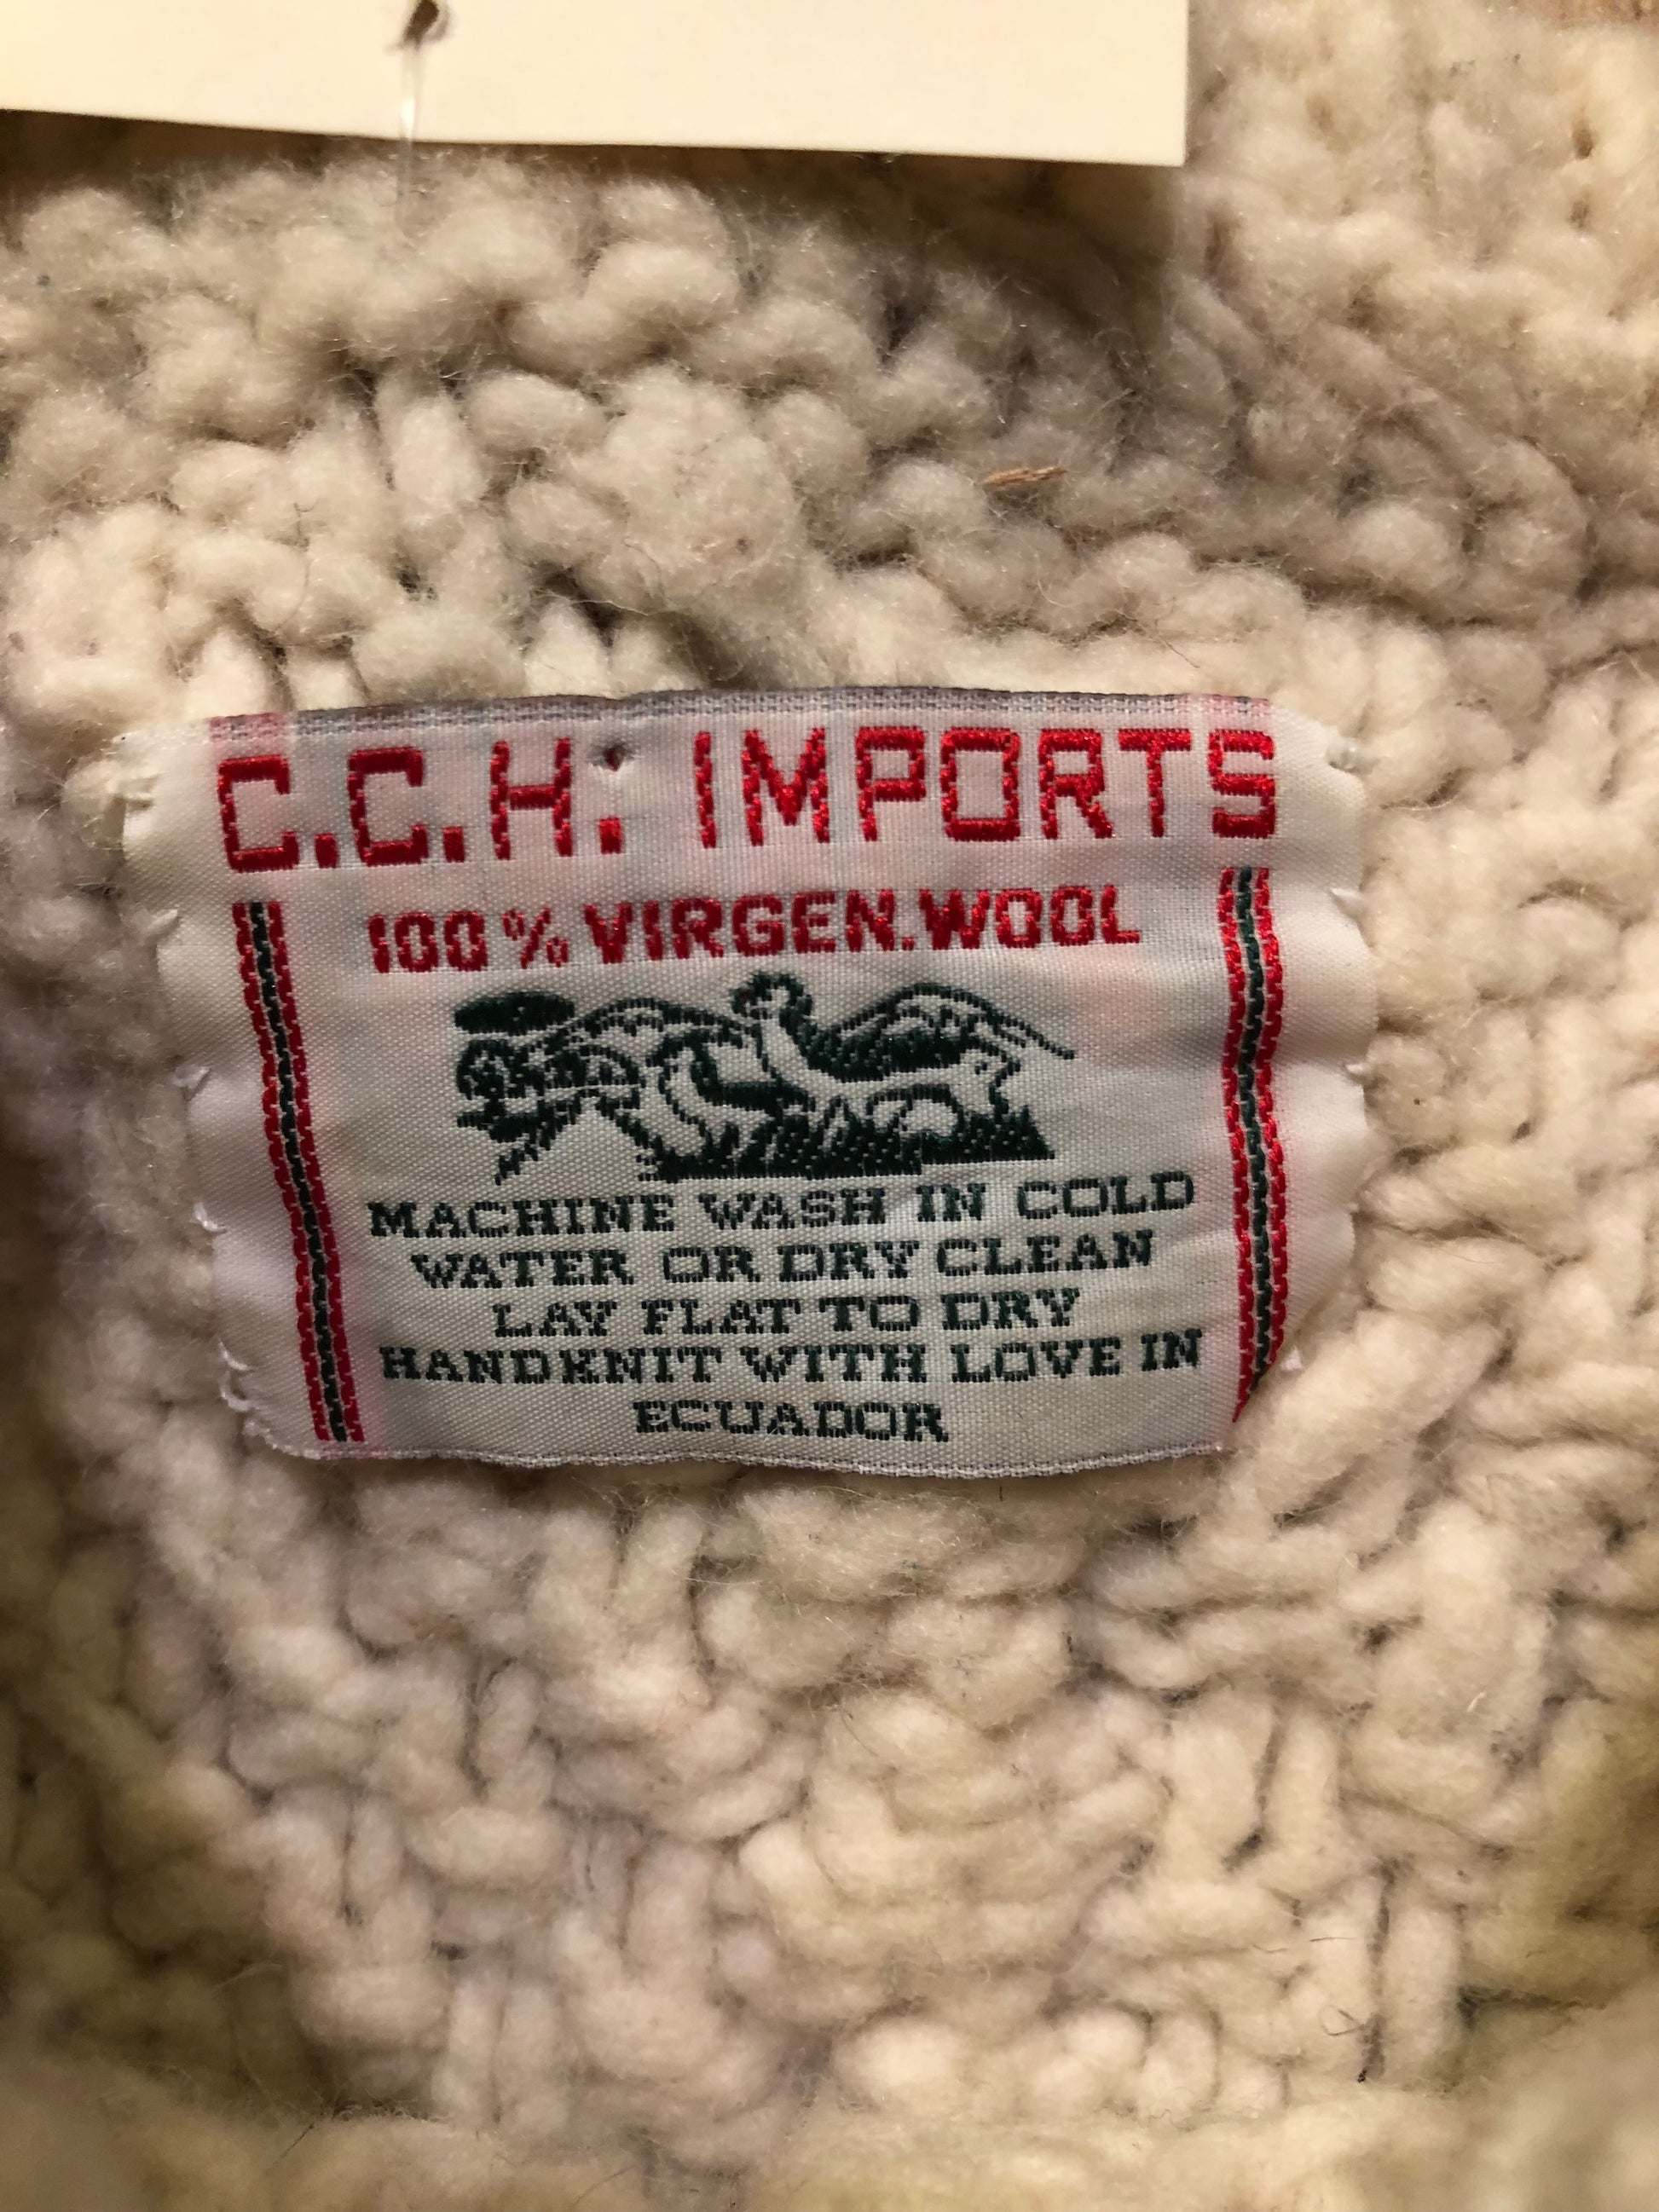 C.C.H. IMPORTS
100% VIRGEN.WOOL
MACHINE WASH IN COLD
WATER OR DRY CLEAN
LAY FLAT TO DRY
HANDKNIT WITH LOVE IN
ECUADOR